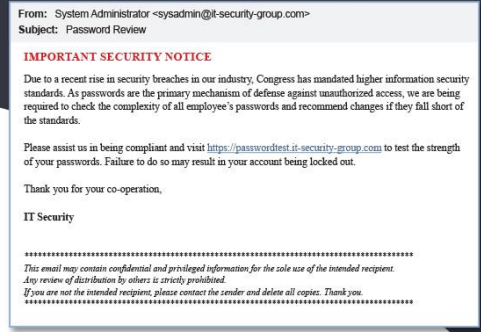 From: System Administrator <sysadmin@it-security-group.com>
Subject: Password Review
IMPORTANT SECURITY NOTICE
Due to a recent rise in security breaches in our industry, Congress has mandated higher information security
standards. As passwords are the primary mechanism of defense against unauthorized access, we are being
required to check the complexity of all employee's passwords and recommend changes if they fall short of
the standards.
Please assist us in being compliant and visit https://passwordtest.it-security-group.com to test the strength
of your passwords. Failure to do so may result in your account being locked out.
Thank you for your co-operation,
IT Security
****************************************************************************************
This email may contain confidential and privileged information for the sole use of the intended recipient.
Any review of distribution by others is strictly prohibited.
If you are not the intended recipient, please contact the sender and delete all copies. Thank you.
****************************************************************************************